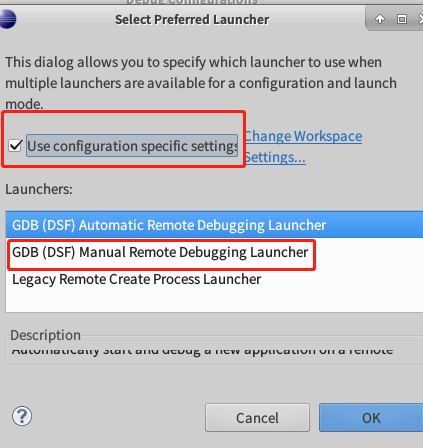 Debug Configurations
Select Preferred Launcher
This dialog allows you to specify which launcher to use when
multiple launchers are available for a configuration and launch
mode.
Use configuration specific settings
Change Workspace
Settings...
Launchers:
GDB (DSF) Automatic Remote Debugging Launcher
GDB (DSF) Manual Remote Debugging Launcher
Legacy Remote Create Process Launcher
Description
Automatically start and debug a new application on a remote
?
Cancel
OK